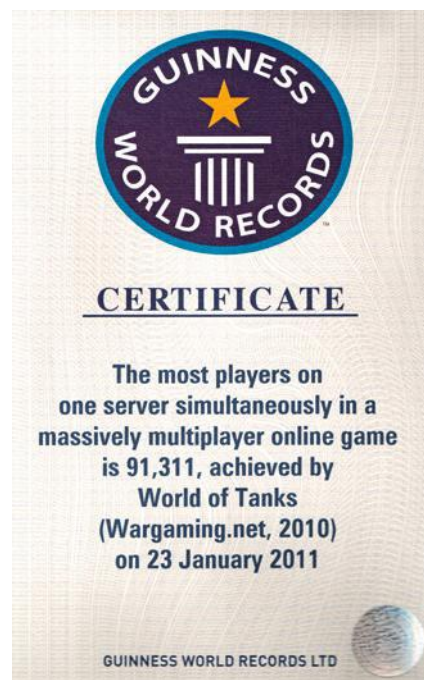 GUINNESS
WORLD RECORDS
™
CERTIFICATE
The most players on
one server simultaneously in a
massively multiplayer online game
is 91,311, achieved by
World of Tanks
(Wargaming.net, 2010)
on 23 January 2011
GUINNESS WORLD RECORDS LTD